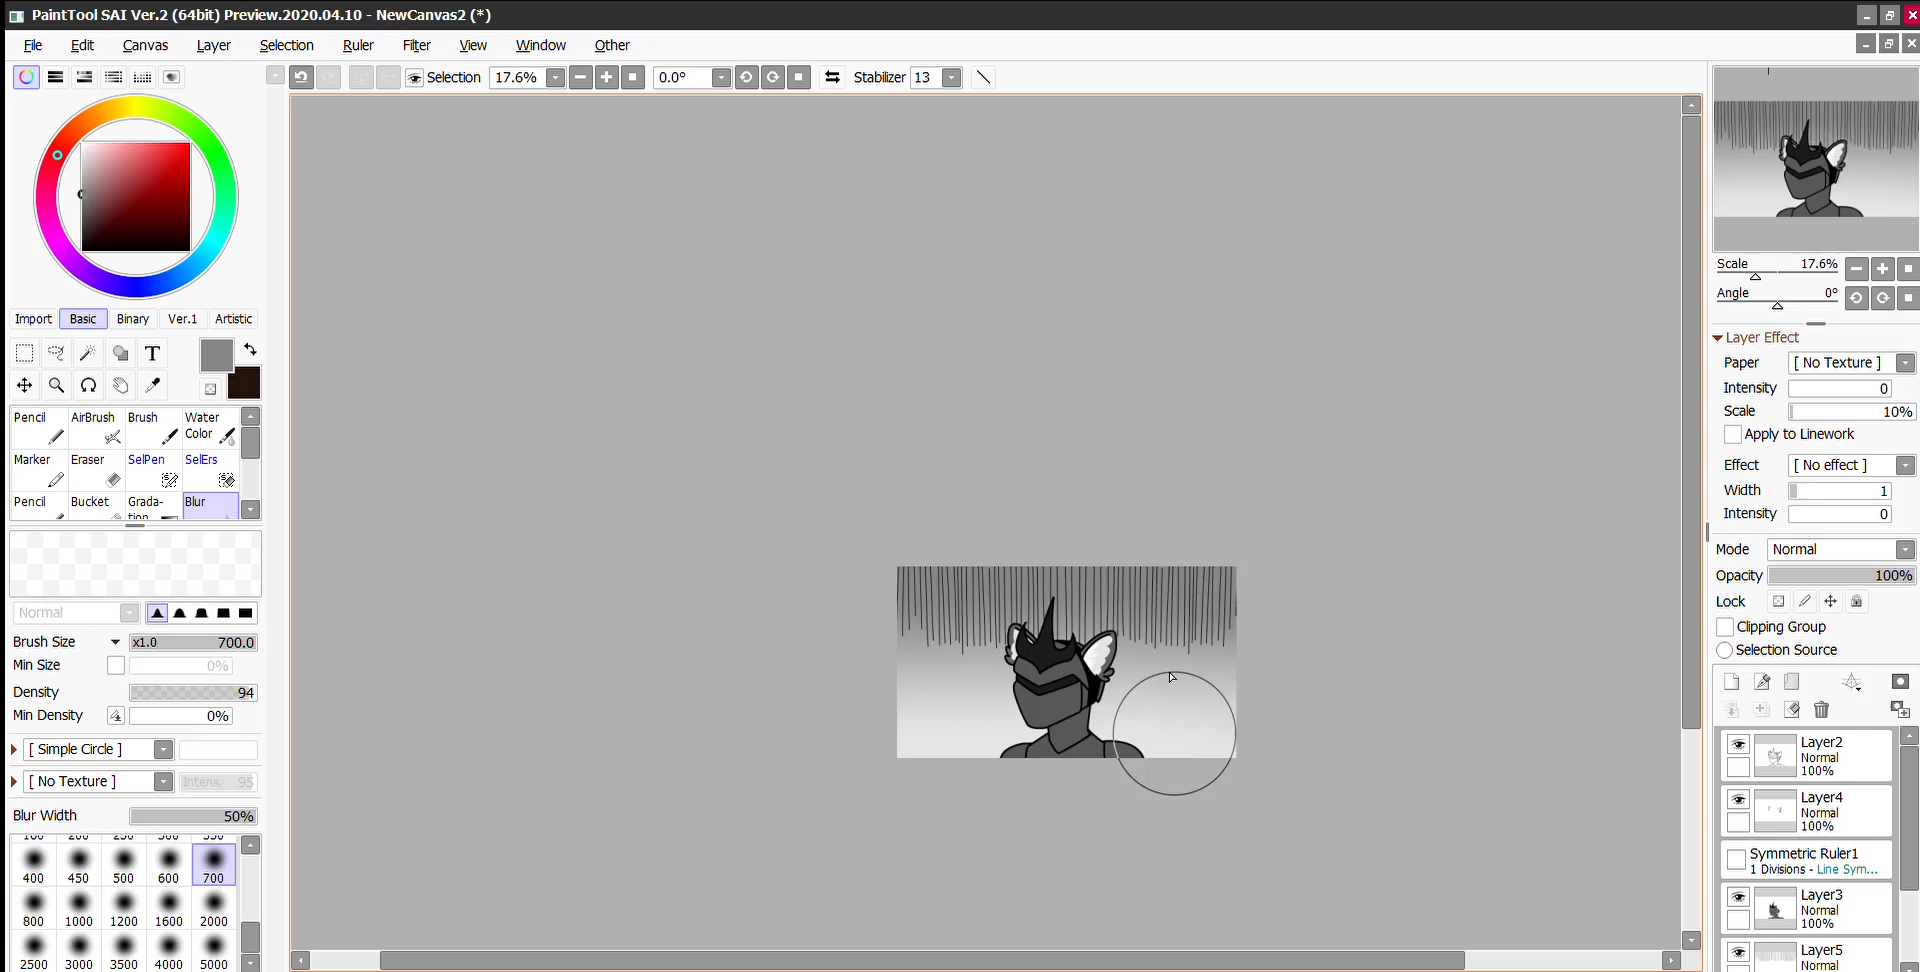 PaintTool SAI Ver.2 (64bit) Preview.2020.04.10 - NewCanvas2 (*)
File Edit Canvas Layer Selection Ruler Filter View Window Other
Selection 17.6% 0.0° Stabilizer 13
Scale 17.6%
Angle 0°
Import Basic Binary Ver.1 Artistic
T
Layer Effect
Paper [ No Texture ]
Intensity 0
Scale 10%
Apply to Linework
Effect [ No effect ]
Width 1
Intensity 0
Pencil AirBrush Brush Water Color
Marker Eraser SelPen SelErs
Pencil Bucket Grada-tion Blur
Mode Normal
Opacity 100%
Lock
Clipping Group
Selection Source
Normal
Brush Size x1.0 700.0
Min Size 0%
Density 94
Min Density 0%
[ Simple Circle ]
[ No Texture ] Intens. 95
Blur Width 50%
400 450 500 600 700
800 1000 1200 1600 2000
2500 3000 3500 4000 5000
Layer2
Normal
100%
Layer4
Normal
100%
Symmetric Ruler1
1 Divisions - Line Sym...
Layer3
Normal
100%
Layer5
Normal